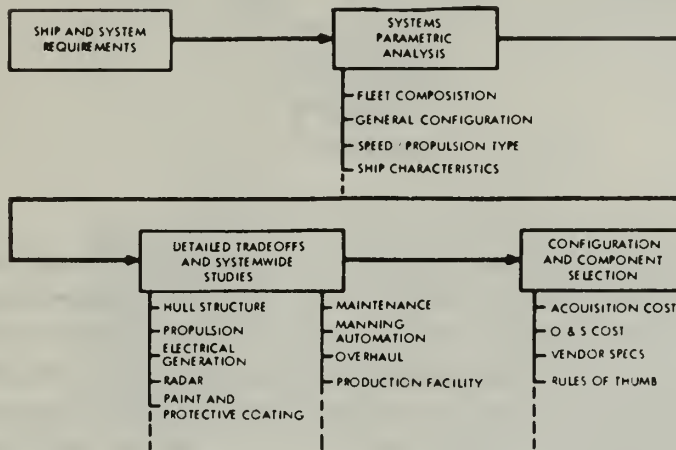 SHIP AND SYSTEM
REQUIREMENTS
SYSTEMS
PARAMETRIC
ANALYSIS
FLEET COMPOSISTION
GENERAL CONFIGURATION
SPEED / PROPULSION TYPE
SHIP CHARACTERISTICS
DETAILED TRADEOFFS
AND SYSTEMWIDE
STUDIES
HULL STRUCTURE
PROPULSION
ELECTRICAL
GENERATION
RADAR
PAINT AND
PROTECTIVE COATING
MAINTENANCE
MANNING
AUTOMATION
OVERHAUL
PRODUCTION FACILITY
CONFIGURATION
AND COMPONENT
SELECTION
ACQUISITION COST
O & S COST
VENDOR SPECS
RULES OF THUMB